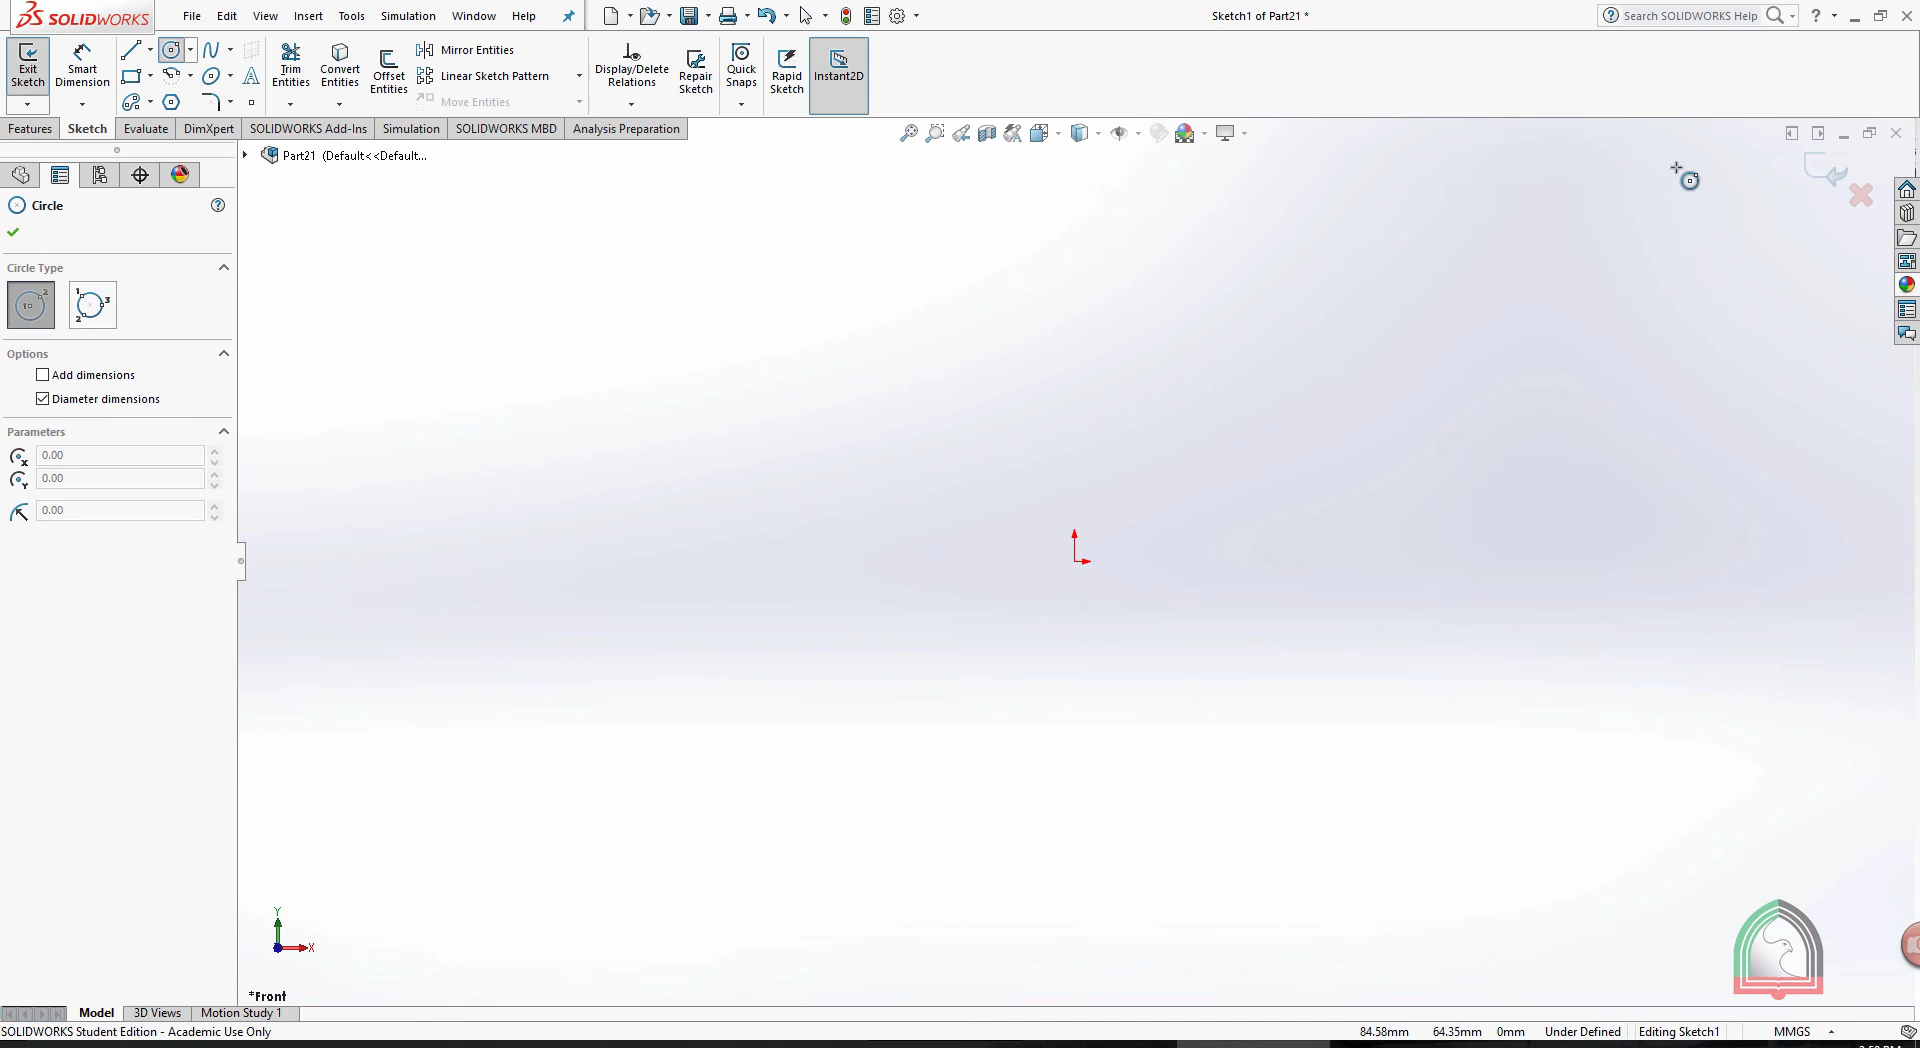 SOLIDWORKS File Edit View Insert Tools Simulation Window Help Sketch1 of Part21 * Search SOLIDWORKS Help
Exit Sketch
Smart Dimension
Trim Entities
Convert Entities
Offset Entities
Mirror Entities
Linear Sketch Pattern
Move Entities
Display/Delete Relations
Repair Sketch
Quick Snaps
Rapid Sketch
Instant2D
Features Sketch Evaluate DimXpert SOLIDWORKS Add-Ins Simulation SOLIDWORKS MBD Analysis Preparation
Part21 (Default<<Default...
Circle
Circle Type
Options
Add dimensions
Diameter dimensions
Parameters
0.00
0.00
0.00
Y
X
*Front
Model 3D Views Motion Study 1
SOLIDWORKS Student Edition - Academic Use Only 84.58mm 64.35mm 0mm Under Defined Editing Sketch1 MMGS